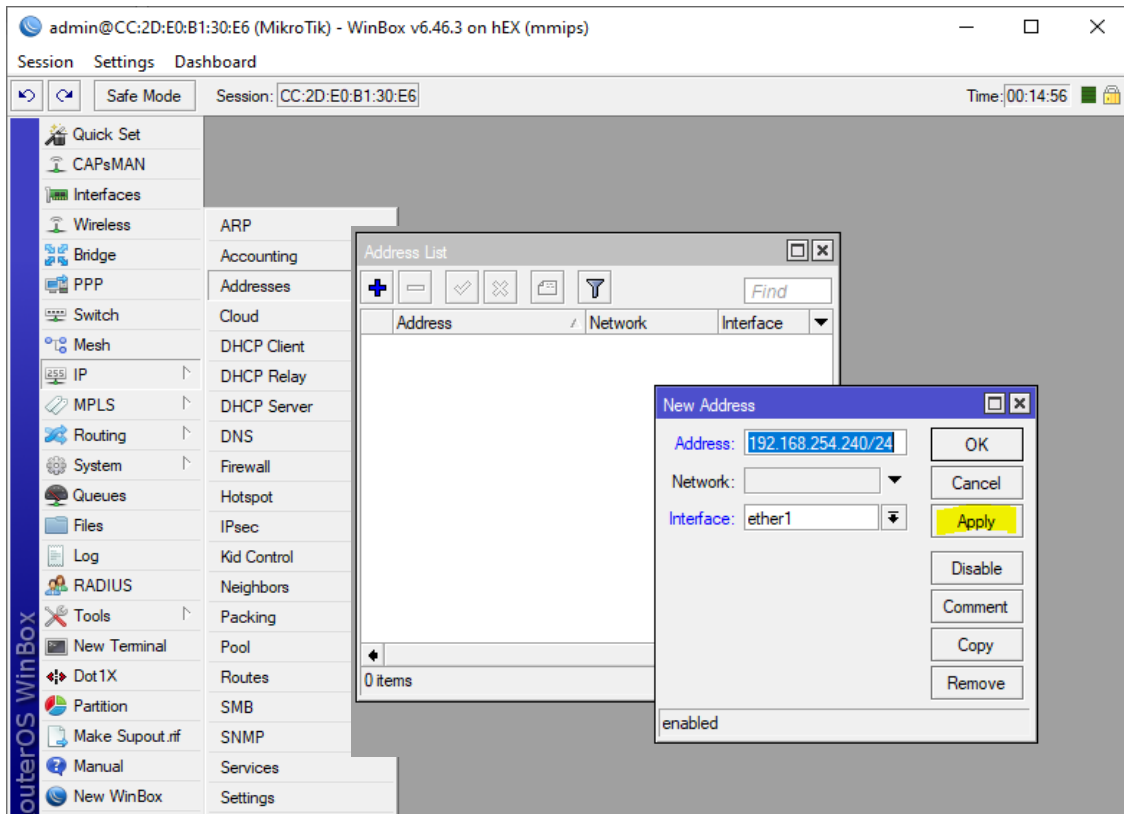 admin@CC:2D:E0:B1:30:E6 (MikroTik) - WinBox v6.46.3 on hEX (mmips)
Session Settings Dashboard
Safe Mode Session: CC:2D:E0:B1:30:E6 Time: 00:14:56
Quick Set
CAPsMAN
Interfaces
Wireless
Bridge
PPP
Switch
Mesh
255 IP
MPLS
Routing
System
Queues
Files
Log
RADIUS
Tools
New Terminal
Dot1X
Partition
Make Supout.rif
Manual
New WinBox
outerOS WinBox
ARP
Accounting
Addresses
Cloud
DHCP Client
DHCP Relay
DHCP Server
DNS
Firewall
Hotspot
IPsec
Kid Control
Neighbors
Packing
Pool
Routes
SMB
SNMP
Services
Settings
Address List
Find
Address Network Interface
0 items
New Address
Address: 192.168.254.240/24
Network:
Interface: ether1
OK
Cancel
Apply
Disable
Comment
Copy
Remove
enabled